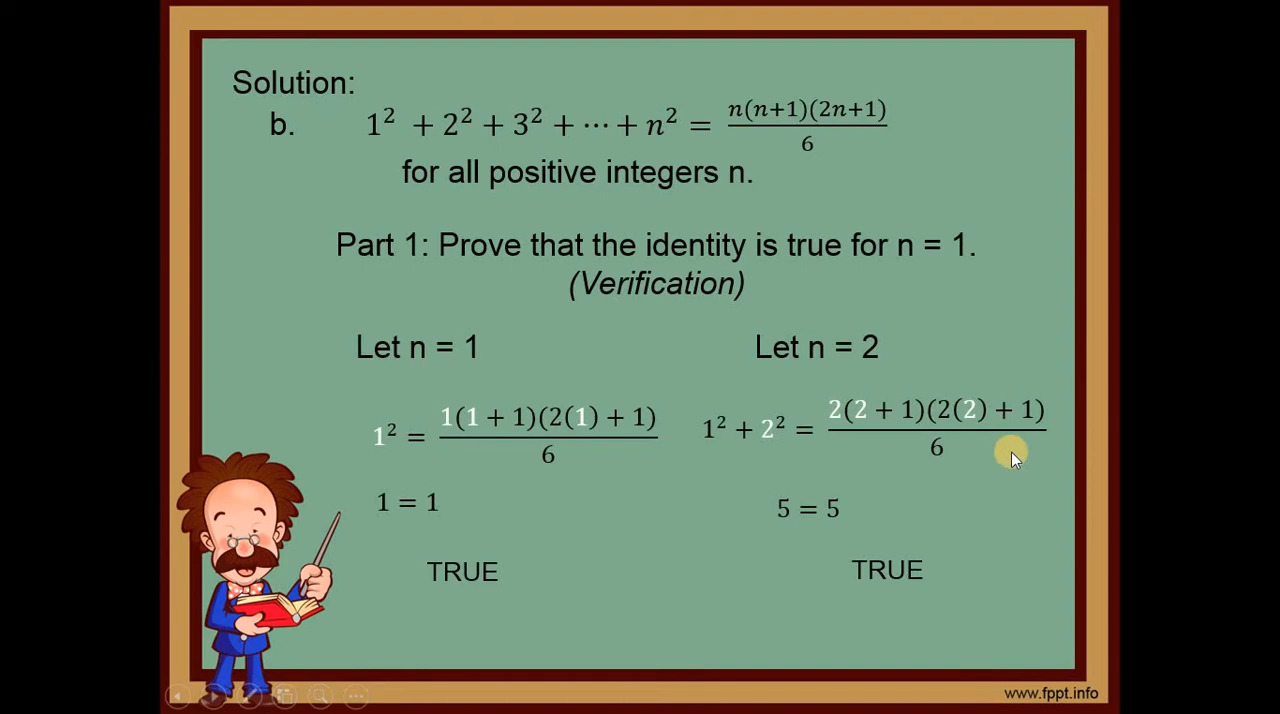 Solution:
b. 1² + 2² + 3² + ⋯ + n² = n(n+1)(2n+1)/6
for all positive integers n.
Part 1: Prove that the identity is true for n = 1.
(Verification)
Let n = 1
1² = 1(1 + 1)(2(1) + 1)/6
1 = 1
TRUE
Let n = 2
1² + 2² = 2(2 + 1)(2(2) + 1)/6
5 = 5
TRUE
www.fppt.info